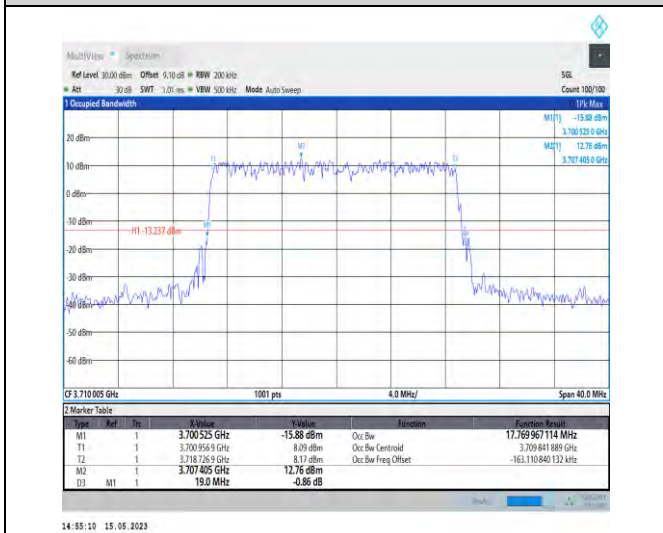 MultiView Spectrum
Ref Level 30.00 dBm Offset 9.10 dB RBW 200 kHz SGL
Att 30 dB SWT 1.01 ms VBW 500 kHz Mode Auto Sweep Count 100/100
1 Occupied Bandwidth 1Pk Max
M1[1] -15.88 dBm
3.700 525 0 GHz
20 dBm
M2
M2[1] 12.76 dBm
3.707 405 0 GHz
10 dBm
T1
T2
0 dBm
-10 dBm
M1
H1 -13.237 dBm
-20 dBm
-30 dBm
-40 dBm
-50 dBm
-60 dBm
CF 3.710 005 GHz 1001 pts 4.0 MHz/ Span 40.0 MHz
2 Marker Table
Type Ref Trc X-Value Y-Value Function Function Result
M1 1 3.700 525 GHz -15.88 dBm Occ Bw 17.769 967 114 MHz
T1 1 3.700 956 9 GHz 8.09 dBm Occ Bw Centroid 3.709 841 889 GHz
T2 1 3.718 726 9 GHz 8.17 dBm Occ Bw Freq Offset -163.110 840 132 kHz
M2 1 3.707 405 GHz 12.76 dBm
D3 M1 1 19.0 MHz -0.86 dB
14:55:10 15.05.2023